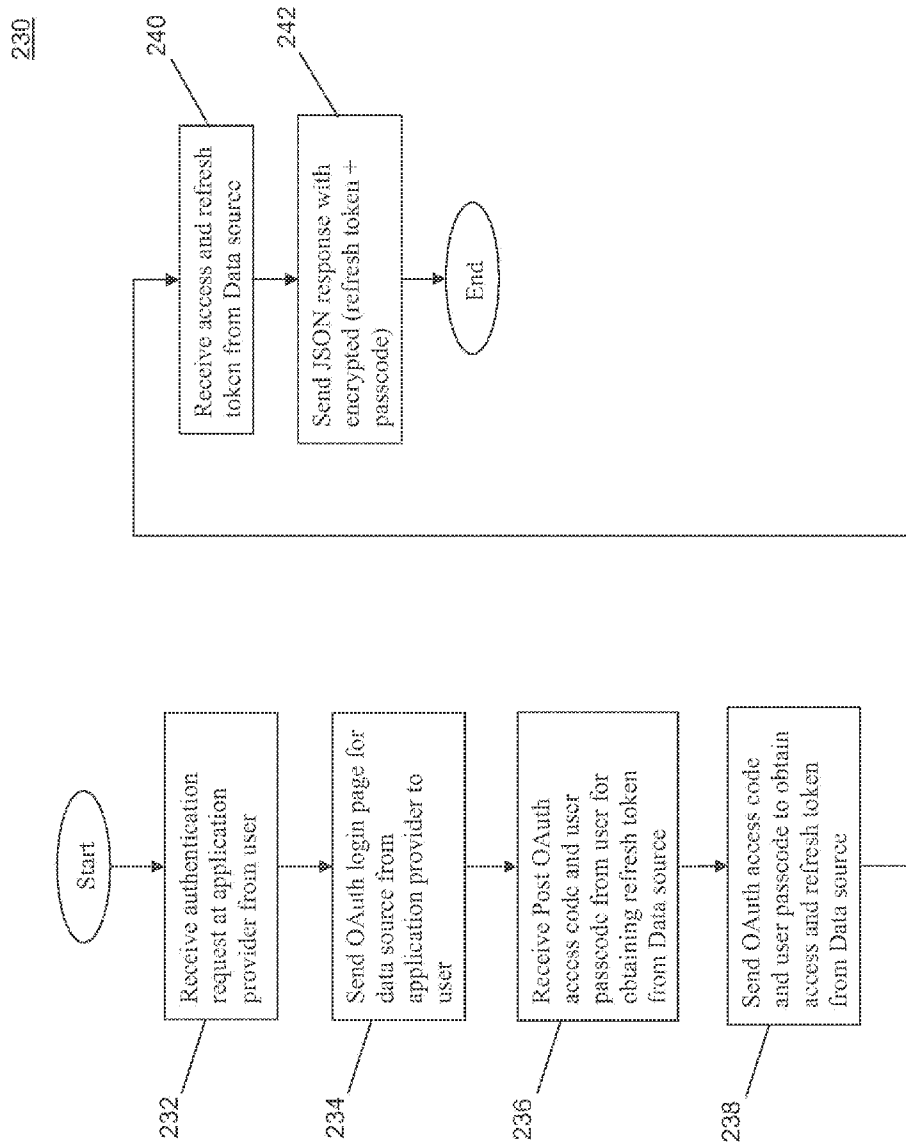 230
Start
232
Receive authentication
request at application
provider from user
234
Send OAuth login page for
data source from
application provider to
user
236
Receive Post OAuth
access code and user
passcode from user for
obtaining refresh token
from Data source
238
Send OAuth access code
and user passcode to obtain
access and refresh token
from Data source
240
Receive access and refresh
token from Data source
242
Send JSON response with
encrypted (refresh token +
passcode)
End